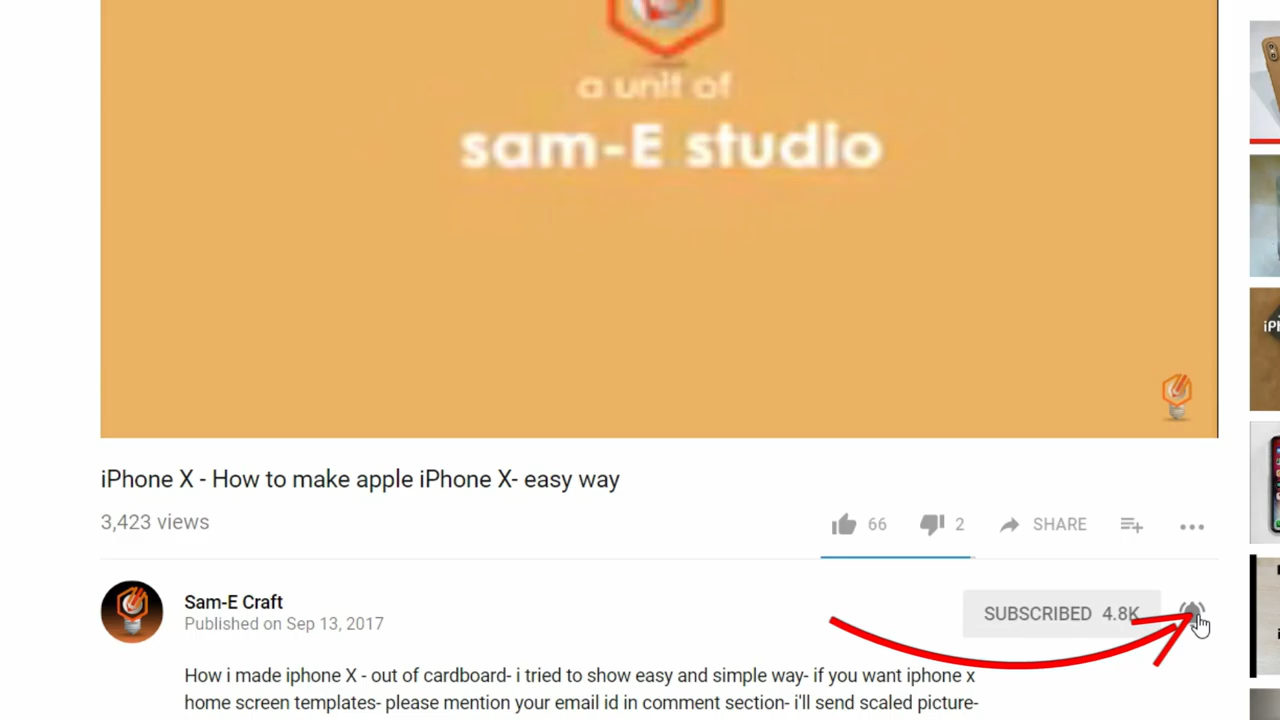 a unit of
sam-E studio
iPhone X - How to make apple iPhone X- easy way
3,423 views
66
2
SHARE
Sam-E Craft
Published on Sep 13, 2017
SUBSCRIBED 4.8K
How i made iphone X - out of cardboard- i tried to show easy and simple way- if you want iphone x
home screen templates- please mention your email id in comment section- i'll send scaled picture-